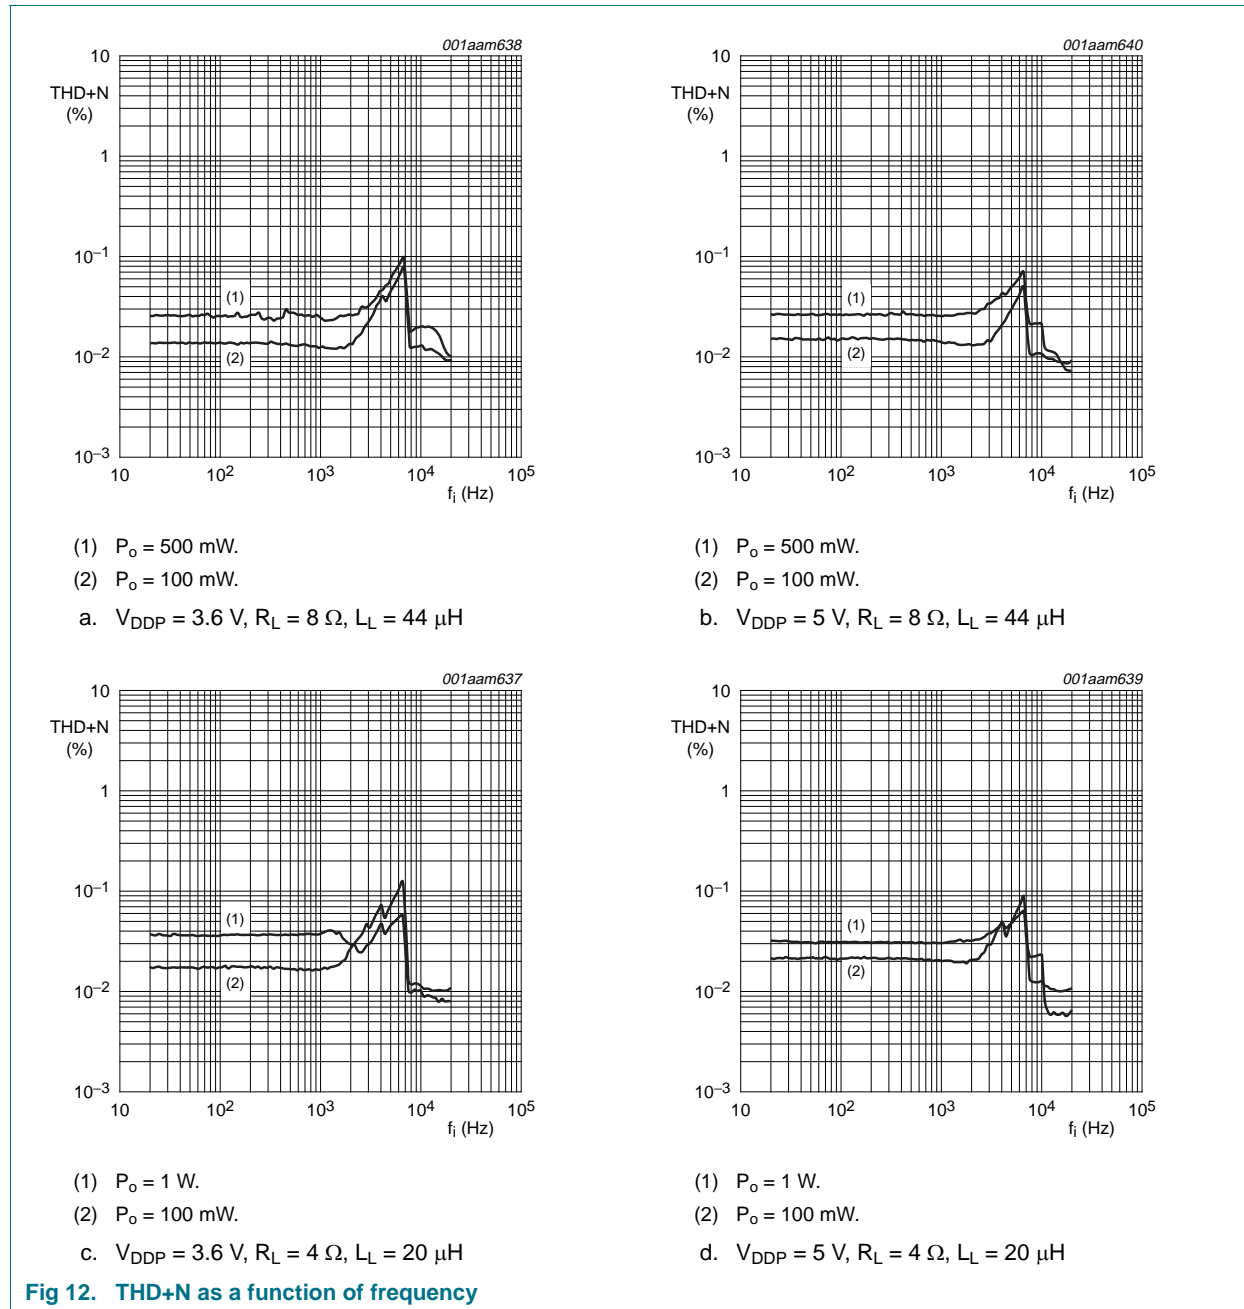 001aam638
10
THD+N
(%)
1
10⁻¹
10⁻²
10⁻³
(1)
(2)
10 10² 10³ 10⁴ 10⁵
fᵢ (Hz)
(1) Pₒ = 500 mW.
(2) Pₒ = 100 mW.
a. V_DDP = 3.6 V, R_L = 8 Ω, L_L = 44 μH
001aam640
10
THD+N
(%)
1
10⁻¹
10⁻²
10⁻³
(1)
(2)
10 10² 10³ 10⁴ 10⁵
fᵢ (Hz)
(1) Pₒ = 500 mW.
(2) Pₒ = 100 mW.
b. V_DDP = 5 V, R_L = 8 Ω, L_L = 44 μH
001aam637
10
THD+N
(%)
1
10⁻¹
10⁻²
10⁻³
(1)
(2)
10 10² 10³ 10⁴ 10⁵
fᵢ (Hz)
(1) Pₒ = 1 W.
(2) Pₒ = 100 mW.
c. V_DDP = 3.6 V, R_L = 4 Ω, L_L = 20 μH
001aam639
10
THD+N
(%)
1
10⁻¹
10⁻²
10⁻³
(1)
(2)
10 10² 10³ 10⁴ 10⁵
fᵢ (Hz)
(1) Pₒ = 1 W.
(2) Pₒ = 100 mW.
d. V_DDP = 5 V, R_L = 4 Ω, L_L = 20 μH
Fig 12. THD+N as a function of frequency